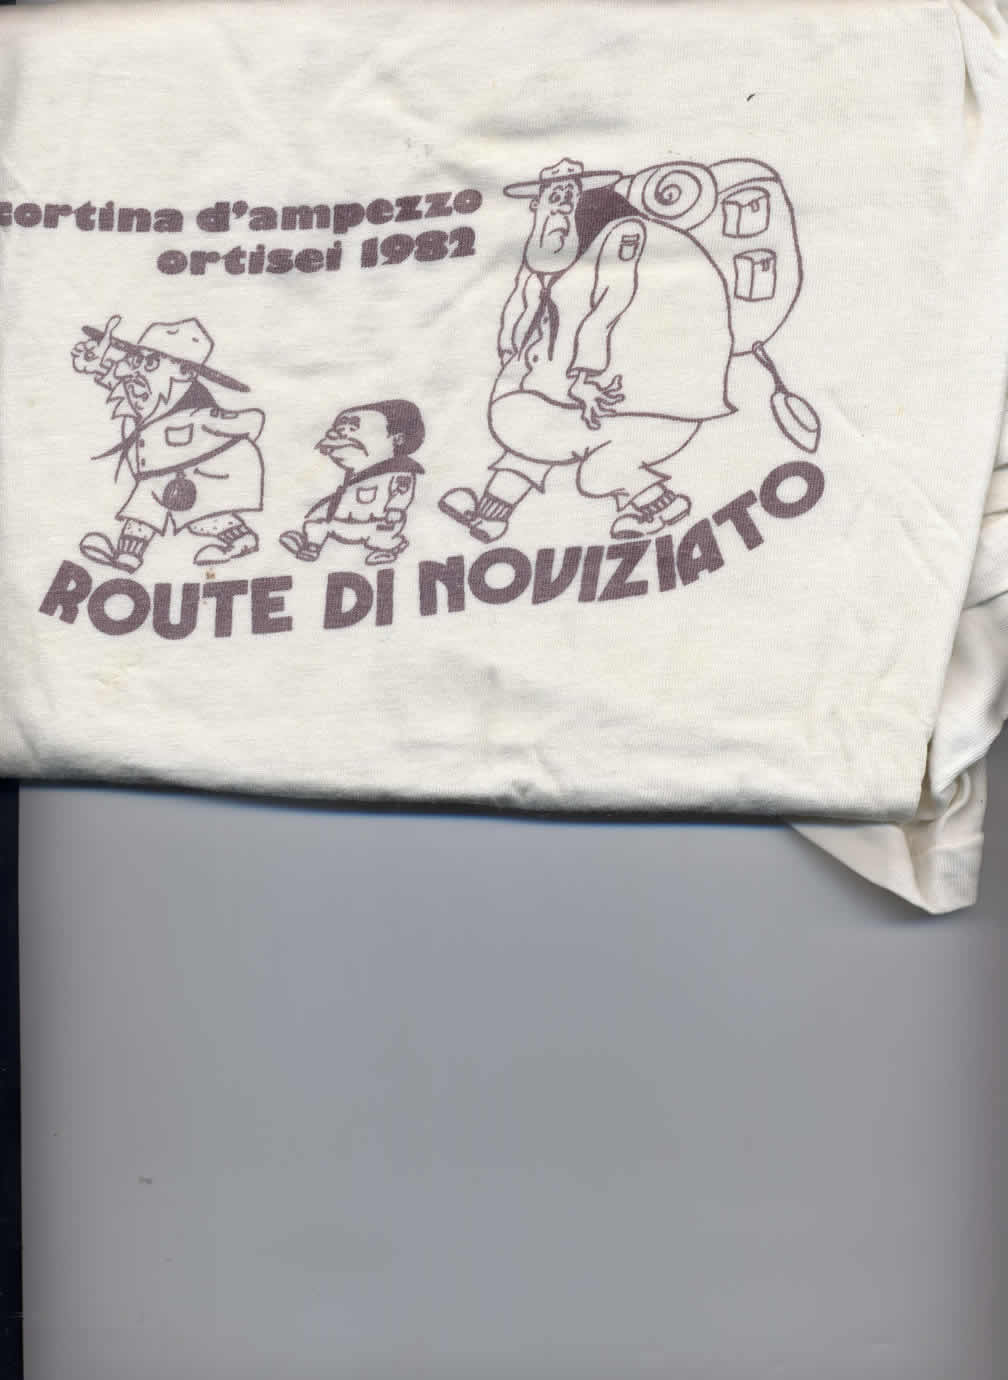 cortina d'ampezzo
ortisei 1982
ROUTE DI NOVIZIATO